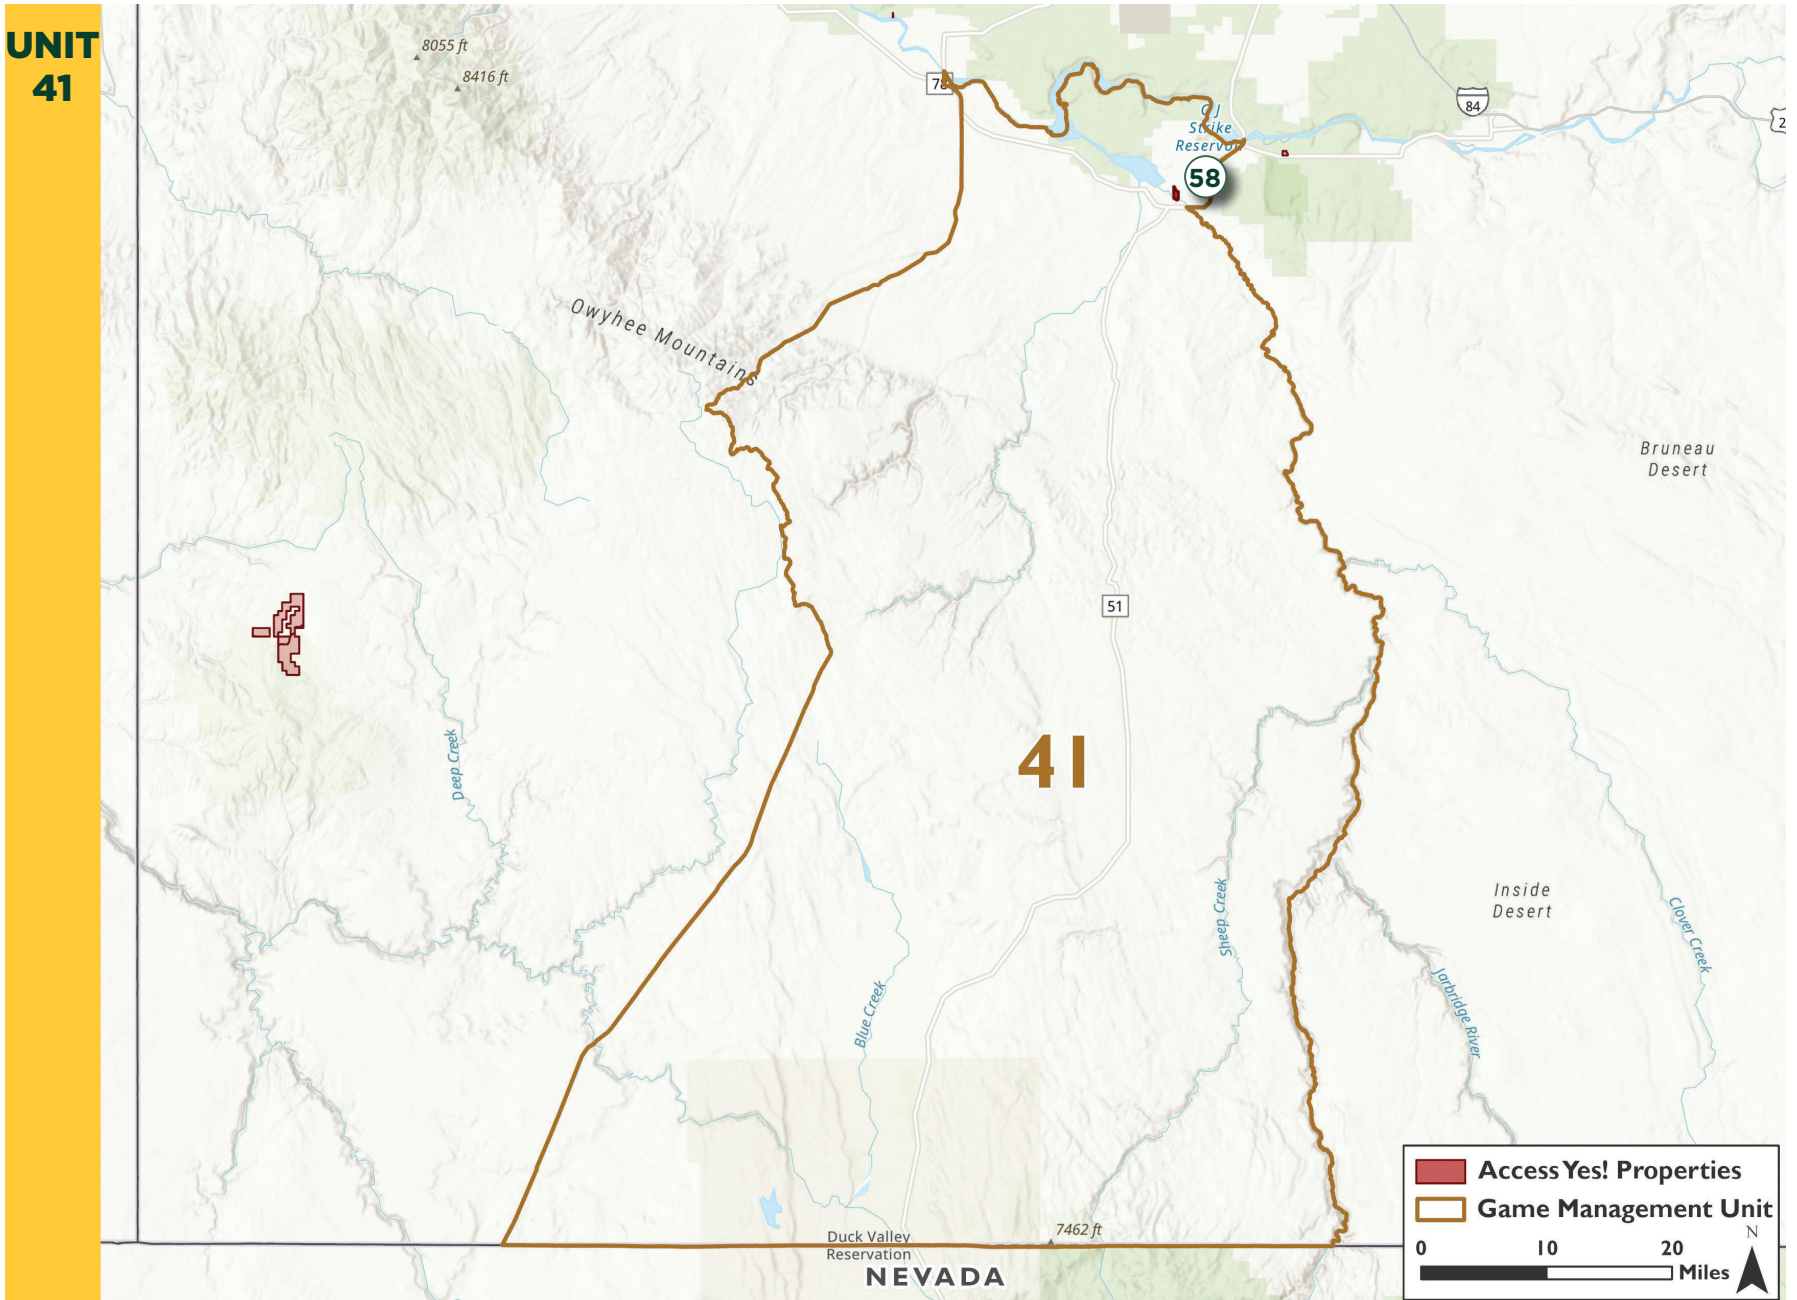 UNIT
41
8055 ft
8416 ft
78
84
2
C J
Strike
Reservoir
58
Owyhee Mountains
Bruneau
Desert
51
41
Deep Creek
Inside
Desert
Sheep Creek
Clover Creek
Jarbridge River
Blue Creek
7462 ft
Duck Valley
Reservation
NEVADA
Access Yes! Properties
Game Management Unit
N
0 10 20
Miles